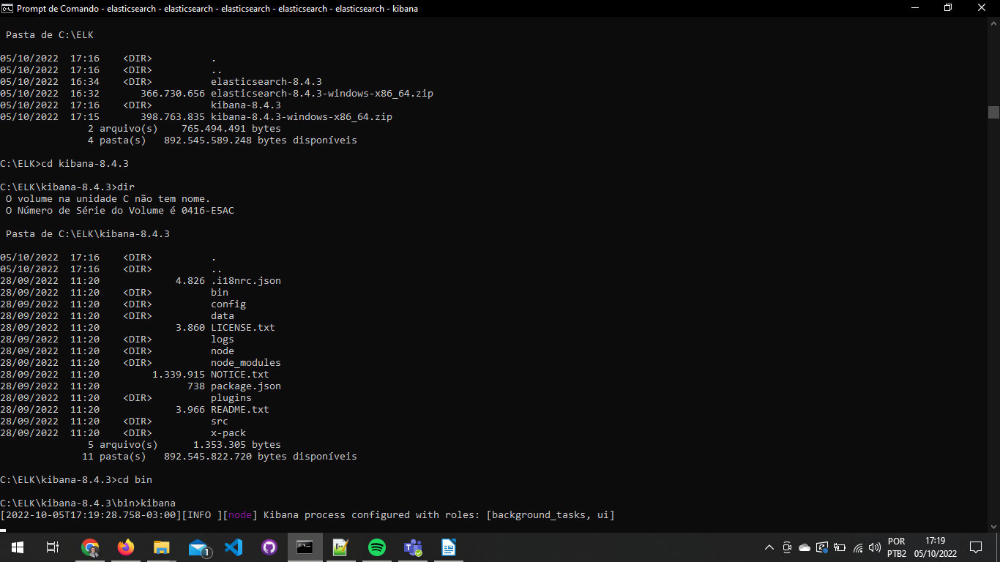 Prompt de Comando - elasticsearch - elasticsearch - elasticsearch - elasticsearch - elasticsearch - kibana
Pasta de C:\ELK
05/10/2022  17:16    <DIR>          .
05/10/2022  17:16    <DIR>          ..
05/10/2022  16:34    <DIR>          elasticsearch-8.4.3
05/10/2022  16:32       366.730.656 elasticsearch-8.4.3-windows-x86_64.zip
05/10/2022  17:16    <DIR>          kibana-8.4.3
05/10/2022  17:15       398.763.835 kibana-8.4.3-windows-x86_64.zip
2 arquivo(s)    765.494.491 bytes
4 pasta(s)   892.545.589.248 bytes disponíveis
C:\ELK>cd kibana-8.4.3
C:\ELK\kibana-8.4.3>dir
O volume na unidade C não tem nome.
O Número de Série do Volume é 0416-E5AC
Pasta de C:\ELK\kibana-8.4.3
05/10/2022  17:16    <DIR>          .
05/10/2022  17:16    <DIR>          ..
28/09/2022  11:20             4.826 .i18nrc.json
28/09/2022  11:20    <DIR>          bin
28/09/2022  11:20    <DIR>          config
28/09/2022  11:20    <DIR>          data
28/09/2022  11:20             3.860 LICENSE.txt
28/09/2022  11:20    <DIR>          logs
28/09/2022  11:20    <DIR>          node
28/09/2022  11:20    <DIR>          node_modules
28/09/2022  11:20         1.339.915 NOTICE.txt
28/09/2022  11:20               738 package.json
28/09/2022  11:20    <DIR>          plugins
28/09/2022  11:20             3.966 README.txt
28/09/2022  11:20    <DIR>          src
28/09/2022  11:20    <DIR>          x-pack
5 arquivo(s)      1.353.305 bytes
11 pasta(s)   892.545.822.720 bytes disponíveis
C:\ELK\kibana-8.4.3>cd bin
C:\ELK\kibana-8.4.3\bin>kibana
[2022-10-05T17:19:28.758-03:00][INFO ][node] Kibana process configured with roles: [background_tasks, ui]
1
POR
PTB2
17:19
05/10/2022